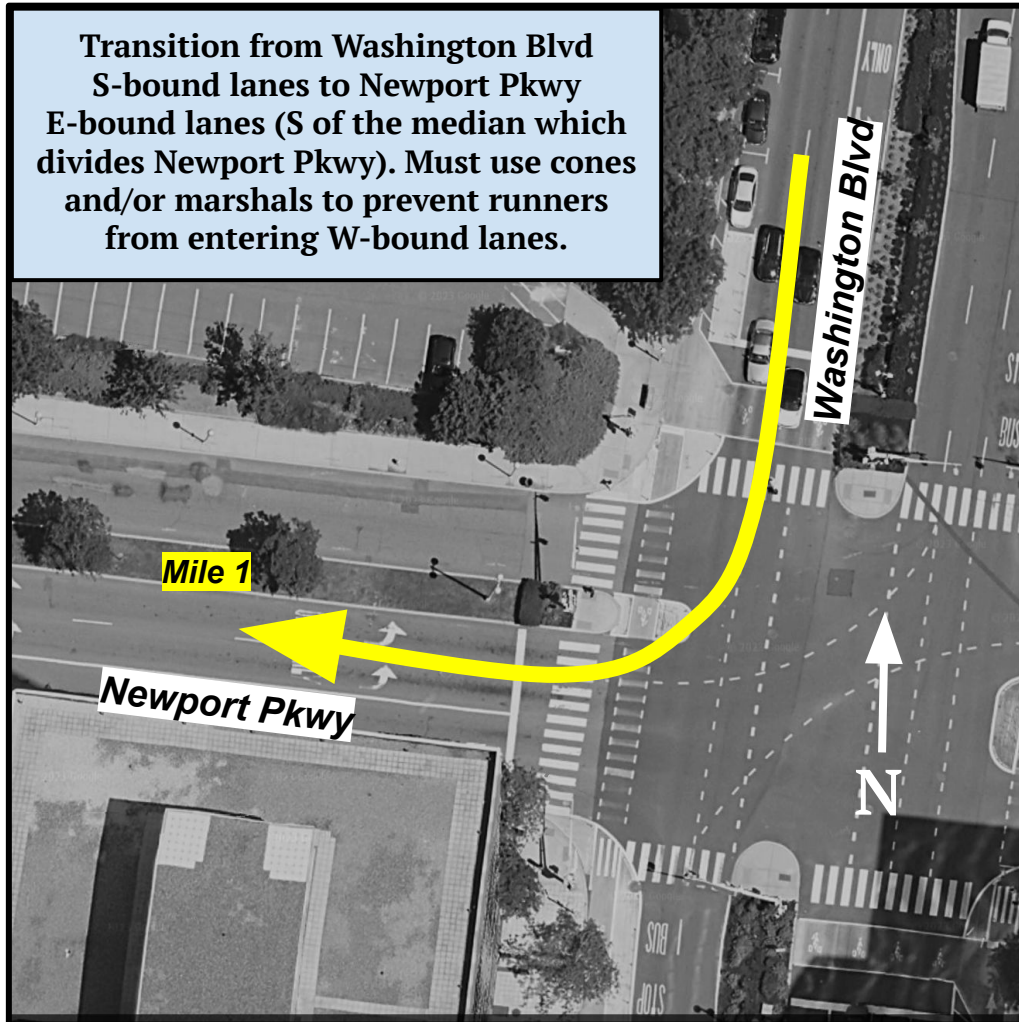 Transition from Washington Blvd
S-bound lanes to Newport Pkwy
E-bound lanes (S of the median which
divides Newport Pkwy). Must use cones
and/or marshals to prevent runners
from entering W-bound lanes.
ONLY
Washington Blvd
BUS
Mile 1
Newport Pkwy
N
BUS
STOP